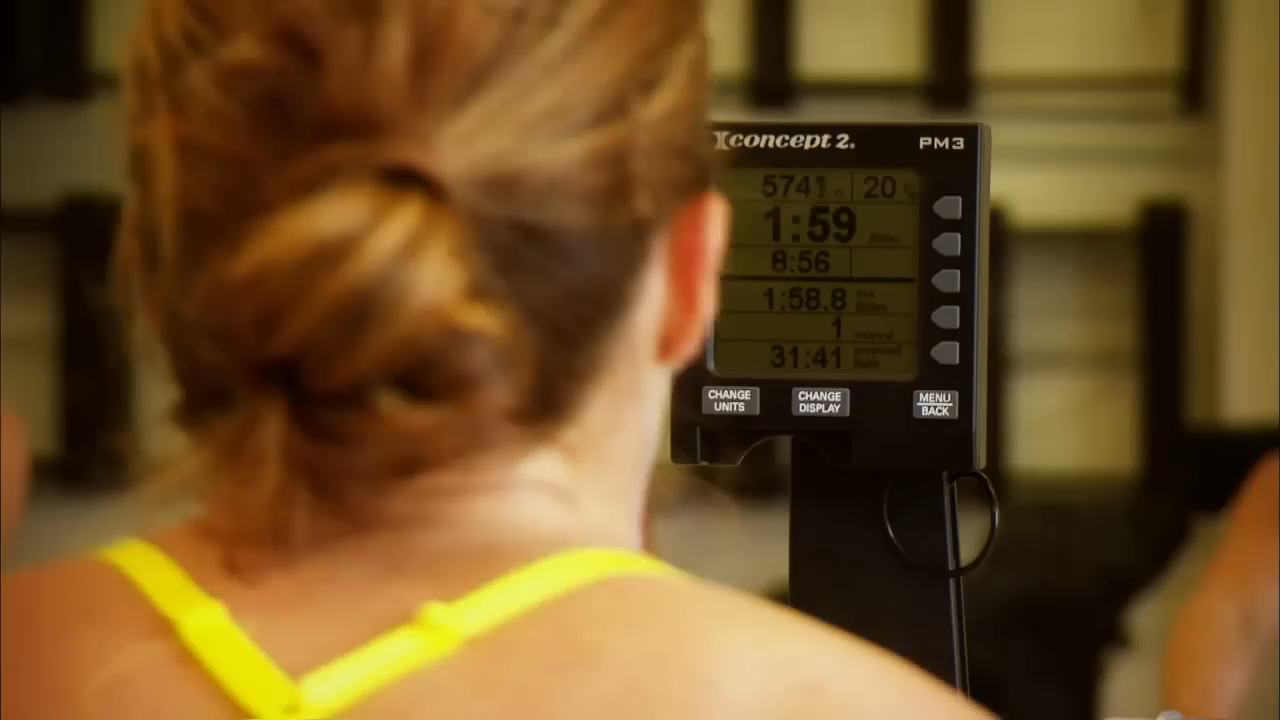 concept 2. PM3
5741 m 20
1:59
8:56
1:58.8
1
31:41
CHANGE UNITS
CHANGE DISPLAY
MENU
BACK